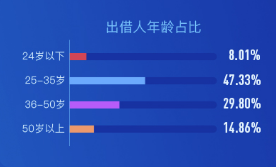 出借人年龄占比
24岁以下 8.01%
25-35岁 47.33%
36-50岁 29.80%
50岁以上 14.86%